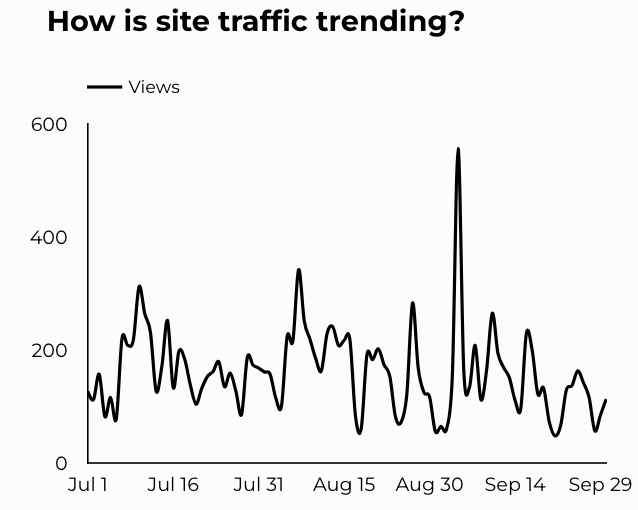 How is site traffic trending?
Views
600
400
200
0
Jul 1 Jul 16 Jul 31 Aug 15 Aug 30 Sep 14 Sep 29